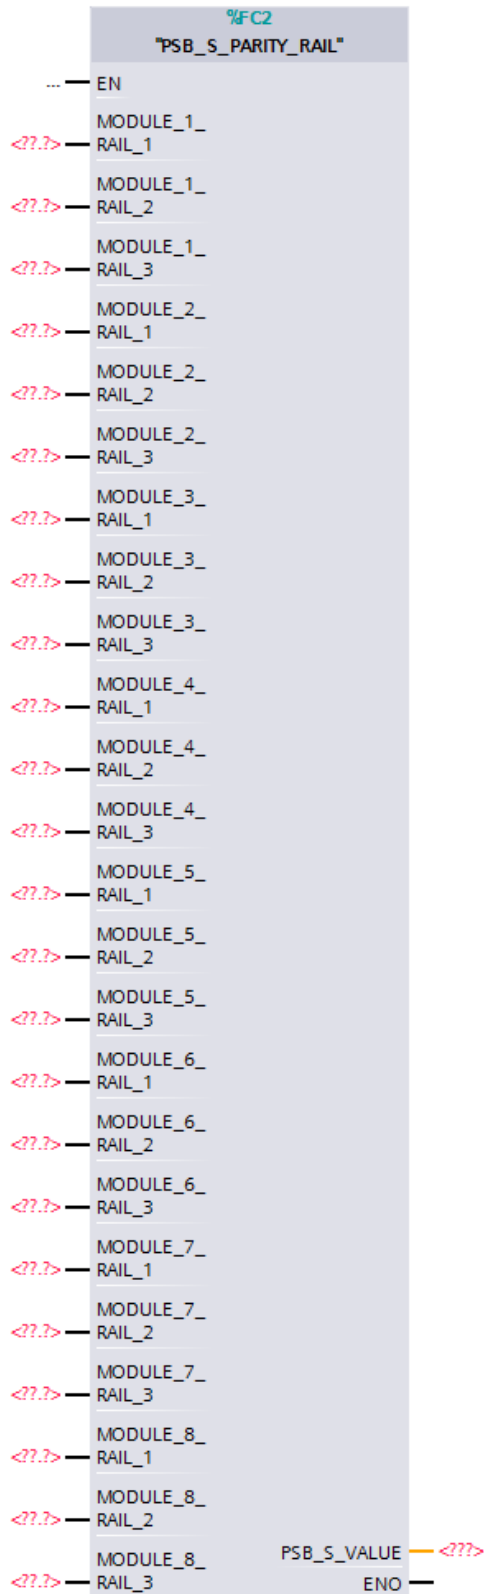 %FC2
"PSB_S_PARITY_RAIL"
--- EN
MODULE_1_
<??.?> RAIL_1
MODULE_1_
<??.?> RAIL_2
MODULE_1_
<??.?> RAIL_3
MODULE_2_
<??.?> RAIL_1
MODULE_2_
<??.?> RAIL_2
MODULE_2_
<??.?> RAIL_3
MODULE_3_
<??.?> RAIL_1
MODULE_3_
<??.?> RAIL_2
MODULE_3_
<??.?> RAIL_3
MODULE_4_
<??.?> RAIL_1
MODULE_4_
<??.?> RAIL_2
MODULE_4_
<??.?> RAIL_3
MODULE_5_
<??.?> RAIL_1
MODULE_5_
<??.?> RAIL_2
MODULE_5_
<??.?> RAIL_3
MODULE_6_
<??.?> RAIL_1
MODULE_6_
<??.?> RAIL_2
MODULE_6_
<??.?> RAIL_3
MODULE_7_
<??.?> RAIL_1
MODULE_7_
<??.?> RAIL_2
MODULE_7_
<??.?> RAIL_3
MODULE_8_
<??.?> RAIL_1
MODULE_8_
<??.?> RAIL_2
PSB_S_VALUE <???>
MODULE_8_
<??.?> RAIL_3 ENO